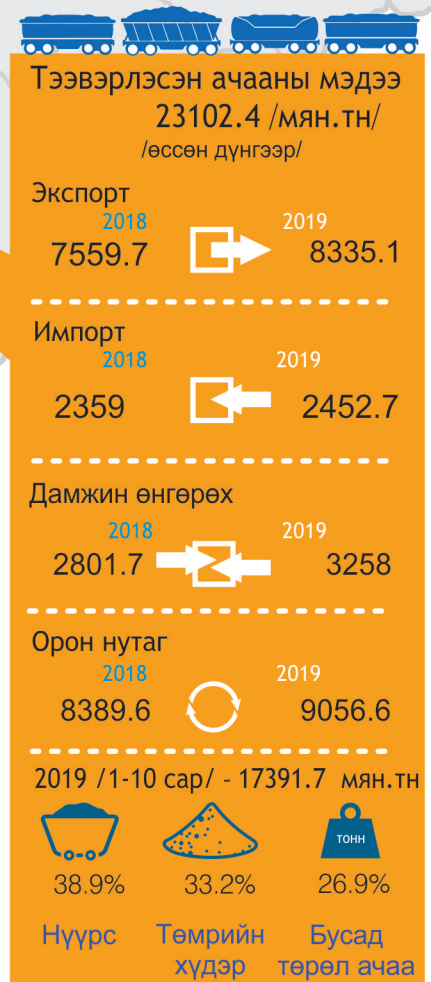 Тээвэрлэсэн ачааны мэдээ
23102.4 /мян.тн/
/өссөн дүнгээр/
Экспорт
2018 2019
7559.7 8335.1
Импорт
2018 2019
2359 2452.7
Дамжин өнгөрөх
2018 2019
2801.7 3258
Орон нутаг
2018 2019
8389.6 9056.6
2019 /1-10 сар/ - 17391.7 мян.тн
тонн
38.9% 33.2% 26.9%
Нүүрс Төмрийн Бусад
хүдэр төрөл ачаа